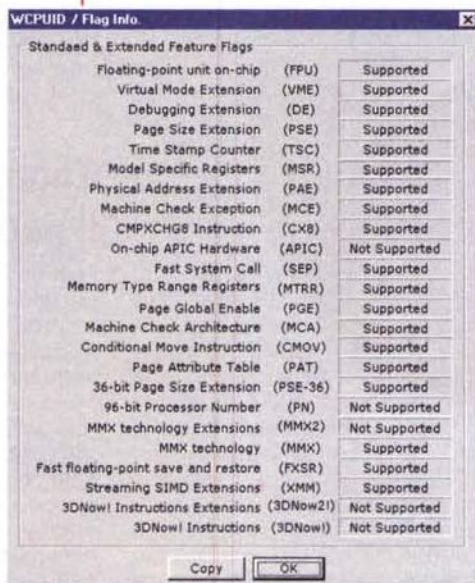 WCPUID / Flag Info.
Standaed & Extended Feature Flags
Floating-point unit on-chip (FPU) Supported
Virtual Mode Extension (VME) Supported
Debugging Extension (DE) Supported
Page Size Extension (PSE) Supported
Time Stamp Counter (TSC) Supported
Model Specific Registers (MSR) Supported
Physical Address Extension (PAE) Supported
Machine Check Exception (MCE) Supported
CMPXCHG8 Instruction (CX8) Supported
On-chip APIC Hardware (APIC) Not Supported
Fast System Call (SEP) Supported
Memory Type Range Registers (MTRR) Supported
Page Global Enable (PGE) Supported
Machine Check Architecture (MCA) Supported
Conditional Move Instruction (CMOV) Supported
Page Attribute Table (PAT) Supported
36-bit Page Size Extension (PSE-36) Supported
96-bit Processor Number (PN) Not Supported
MMX technology Extensions (MMX2) Not Supported
MMX technology (MMX) Supported
Fast floating-point save and restore (FXSR) Supported
Streaming SIMD Extensions (XMM) Supported
3DNow! Instructions Extensions (3DNow2!) Not Supported
3DNow! Instructions (3DNow!) Not Supported
Copy OK